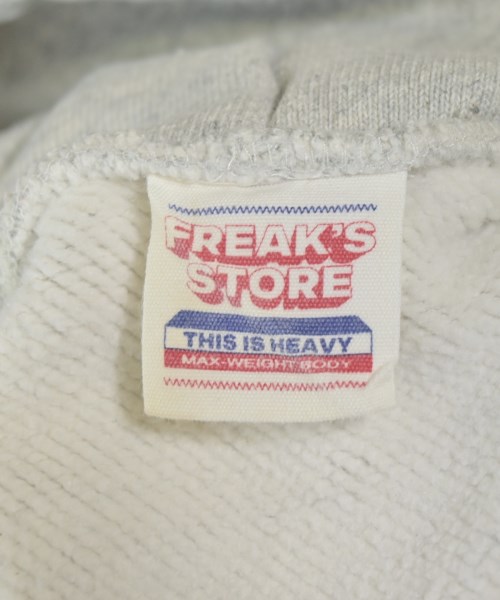 FREAK'S
STORE
THIS IS HEAVY
MAX-WEIGHT BODY